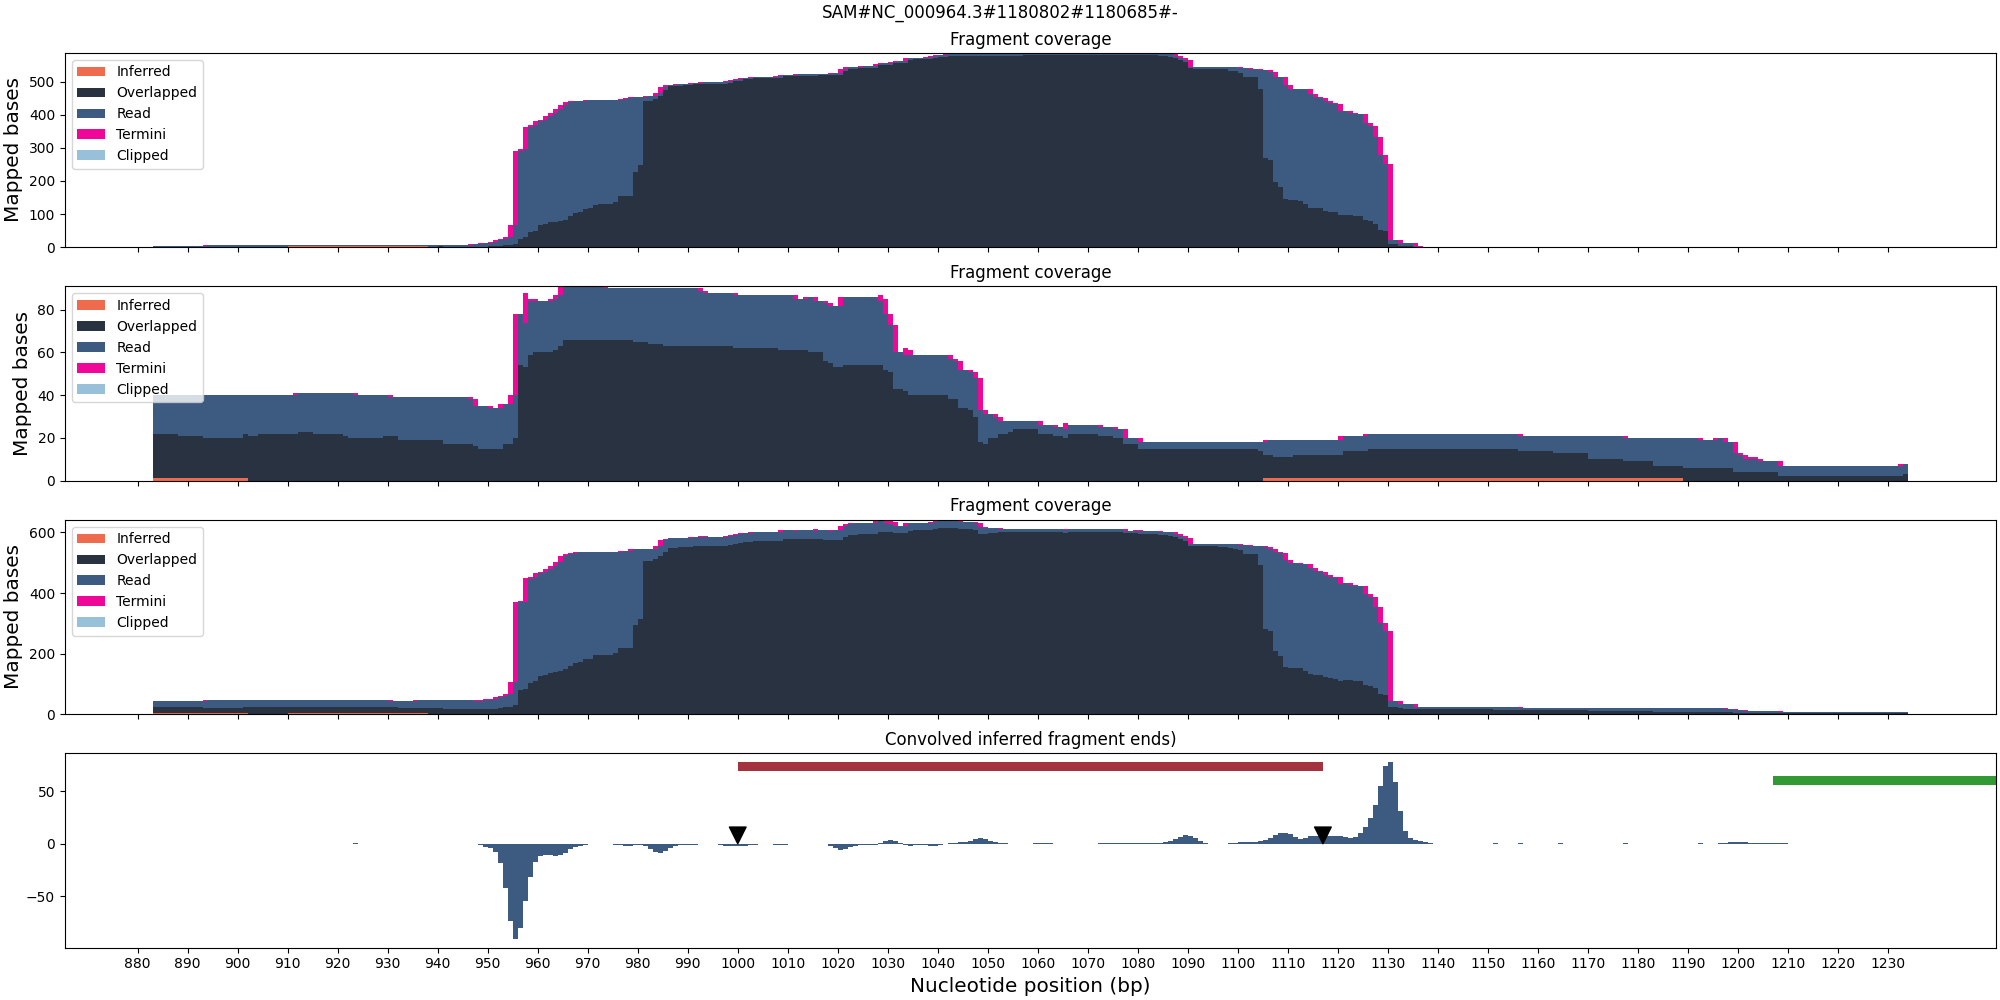 SAM#NC_000964.3#1180802#1180685#-
Fragment coverage
Mapped bases
500
400
300
200
100
0
Inferred
Overlapped
Read
Termini
Clipped
Fragment coverage
Mapped bases
80
60
40
20
0
Inferred
Overlapped
Read
Termini
Clipped
Fragment coverage
Mapped bases
600
400
200
0
Inferred
Overlapped
Read
Termini
Clipped
Convolved inferred fragment ends)
50
0
−50
880 890 900 910 920 930 940 950 960 970 980 990 1000 1010 1020 1030 1040 1050 1060 1070 1080 1090 1100 1110 1120 1130 1140 1150 1160 1170 1180 1190 1200 1210 1220 1230
Nucleotide position (bp)